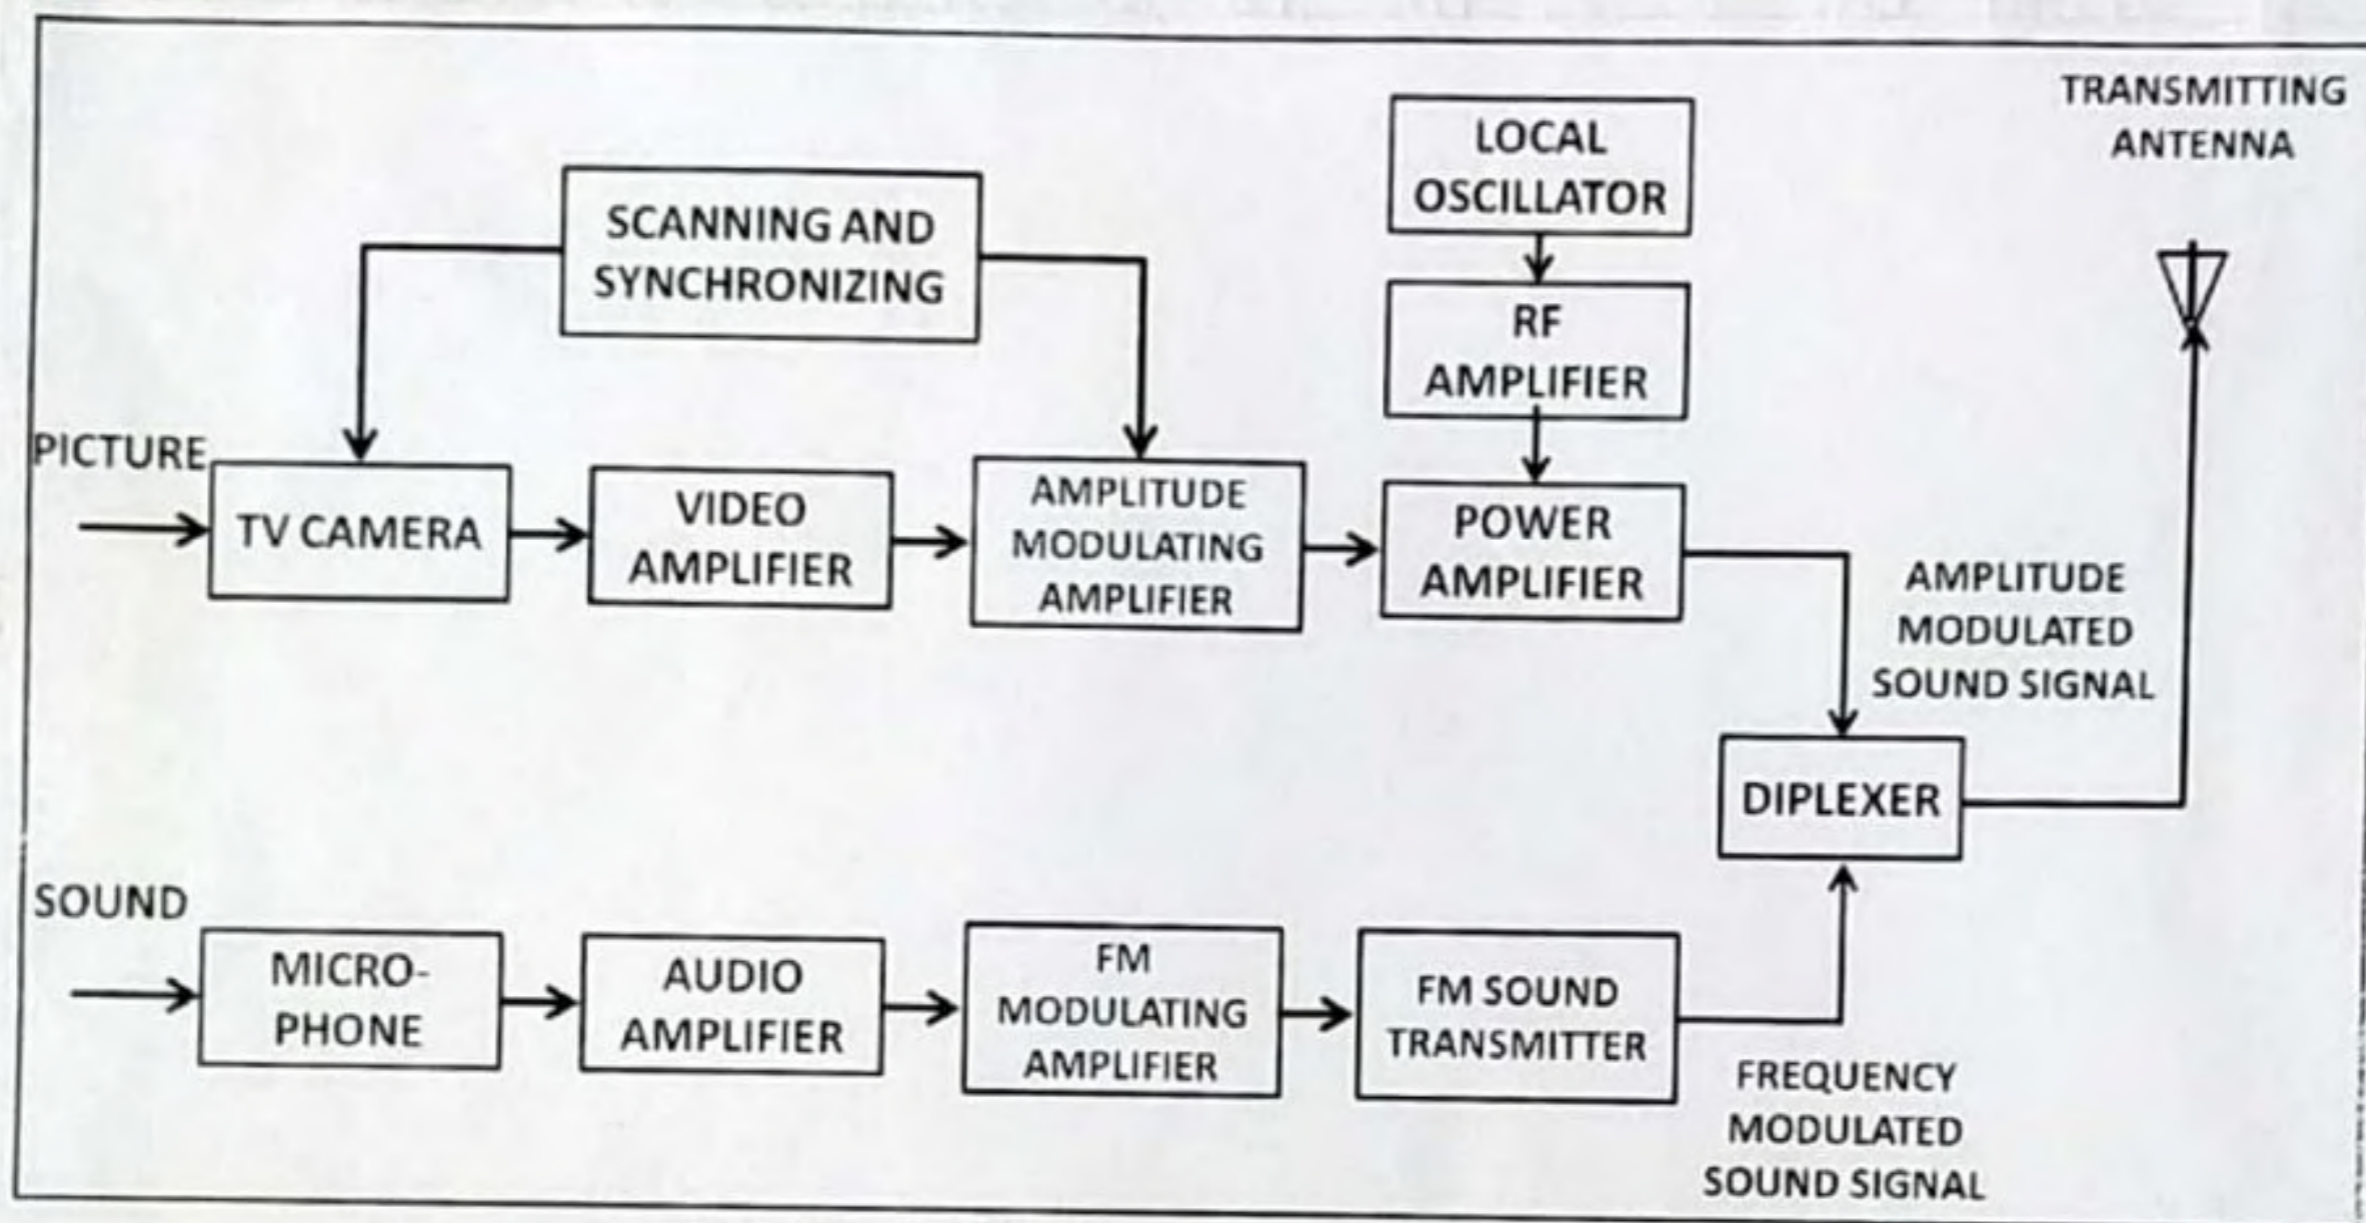 TRANSMITTING
ANTENNA
LOCAL
OSCILLATOR
SCANNING AND
SYNCHRONIZING
RF
AMPLIFIER
PICTURE
TV CAMERA
VIDEO
AMPLIFIER
AMPLITUDE
MODULATING
AMPLIFIER
POWER
AMPLIFIER
AMPLITUDE
MODULATED
SOUND SIGNAL
DIPLEXER
SOUND
MICRO-
PHONE
AUDIO
AMPLIFIER
FM
MODULATING
AMPLIFIER
FM SOUND
TRANSMITTER
FREQUENCY
MODULATED
SOUND SIGNAL